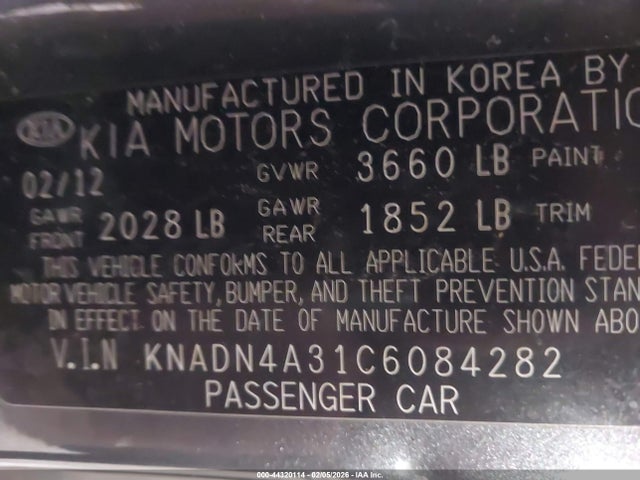 MANUFACTURED IN KOREA BY
KIA KIA MOTORS CORPORATIO
02/12 GVWR 3660 LB PAINT
GAWR FRONT 2028 LB GAWR REAR 1852 LB TRIM
THIS VEHICLE CONFORMS TO ALL APPLICABLE U.S.A. FEDE
MOTOR VEHICLE SAFETY, BUMPER, AND THEFT PREVENTION STAN
IN EFFECT ON THE DATE OF MANUFACTURE SHOWN ABO
V.I.N KNADN4A31C6084282
PASSENGER CAR
000-44320114 - 02/05/2026 - IAA Inc.